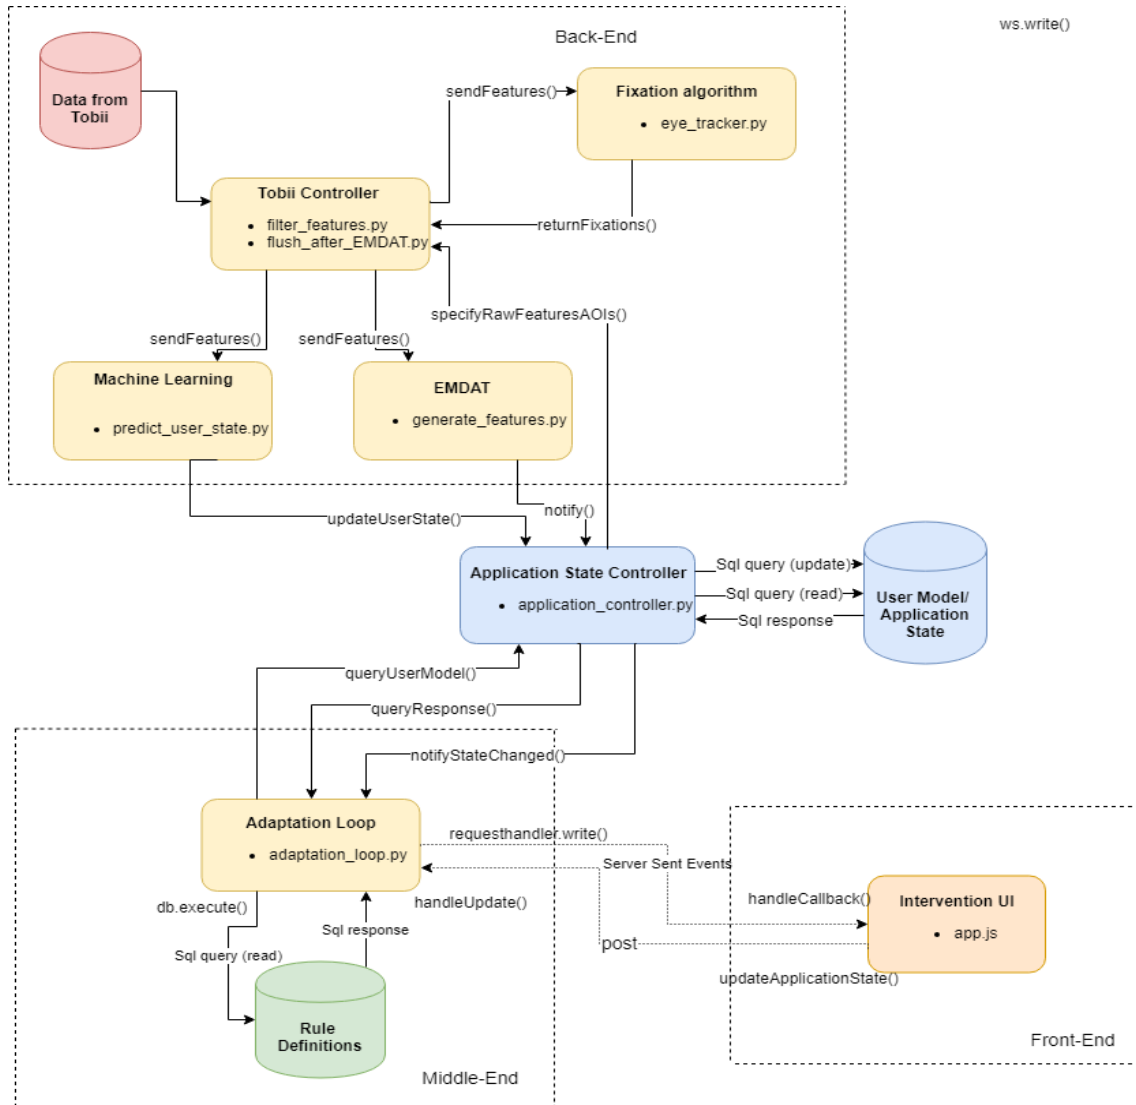 Back-End
ws.write()
Data from
Tobii
sendFeatures()
Fixation algorithm
• eye_tracker.py
Tobii Controller
• filter_features.py
• flush_after_EMDAT.py
returnFixations()
specifyRawFeaturesAOIs()
sendFeatures()
sendFeatures()
Machine Learning
• predict_user_state.py
EMDAT
• generate_features.py
updateUserState()
notify()
Application State Controller
• application_controller.py
Sql query (update)
Sql query (read)
Sql response
User Model/
Application
State
queryUserModel()
queryResponse()
notifyStateChanged()
Adaptation Loop
• adaptation_loop.py
requesthandler.write()
Server Sent Events
handleUpdate()
handleCallback()
post
updateApplicationState()
Intervention UI
• app.js
db.execute()
Sql query (read)
Sql response
Rule
Definitions
Middle-End
Front-End